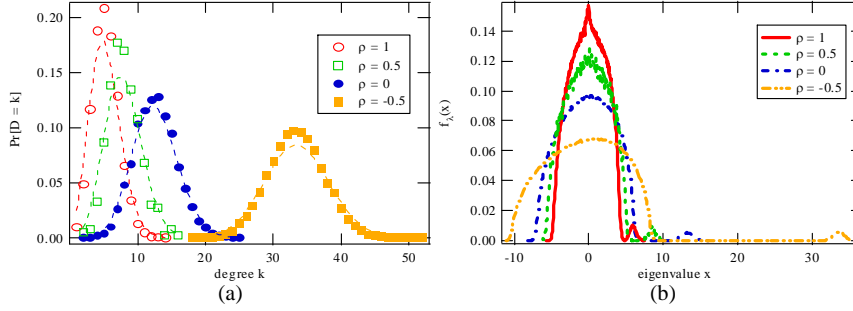 0.20
0.15
0.10
0.05
0.00
Pr[D = k]
0
10
20
30
40
50
degree k
ρ = 1
ρ = 0.5
ρ = 0
ρ = -0.5
(a)
0.14
0.12
0.10
0.08
0.06
0.04
0.02
0.00
f_λ(x)
-10
0
10
20
30
eigenvalue x
ρ = 1
ρ = 0.5
ρ = 0
ρ = -0.5
(b)